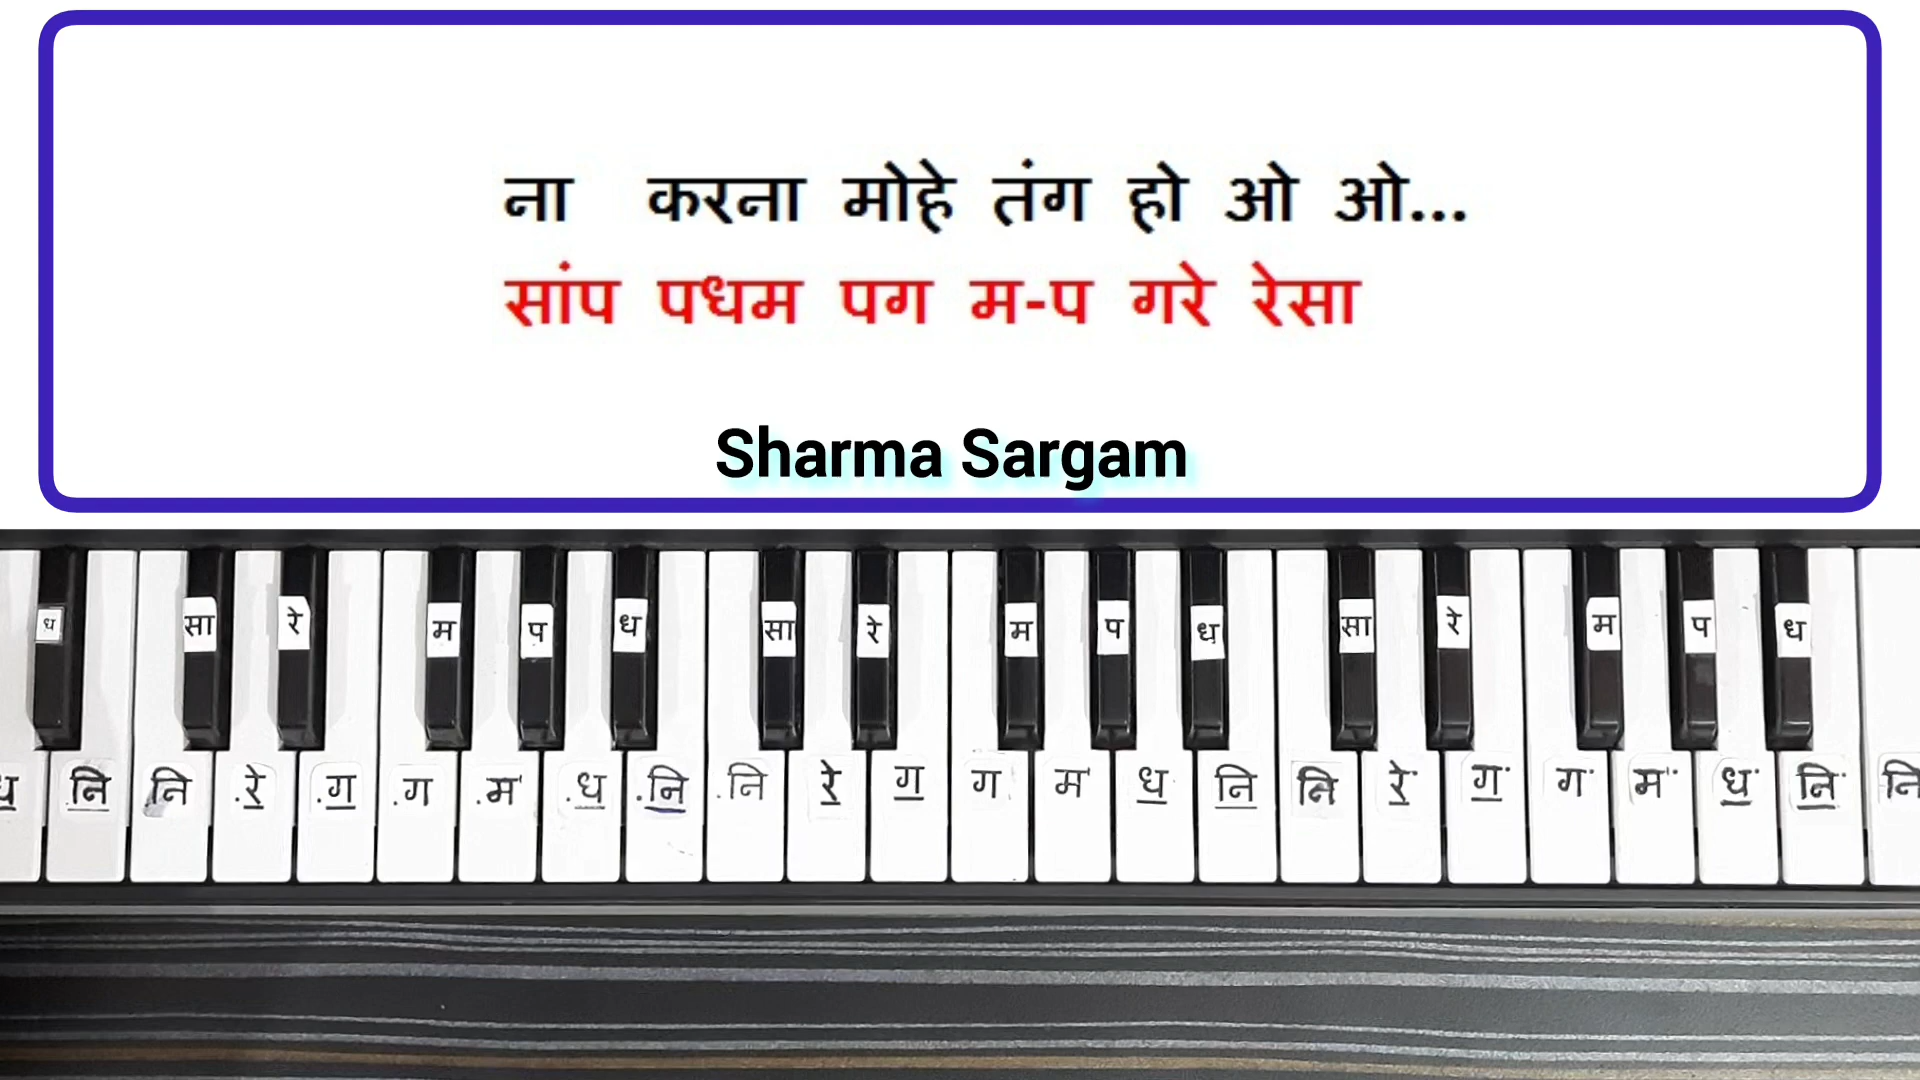 ना करना मोहे तंग हो ओ ओ...
सांप पधम पग म-प गरे रेसा
Sharma Sargam
ध सा रे म प ध सा रे म प ध सा रे म प ध
ध॒ .नि॒ .नि .रे॒ .ग॒ .ग .म' .ध॒ .नि॒ .नि रे॒ ग॒ ग म' ध॒ नि॒ नि रे॒˙ ग॒˙ ग˙ म'˙ ध॒˙ नि॒˙ नि